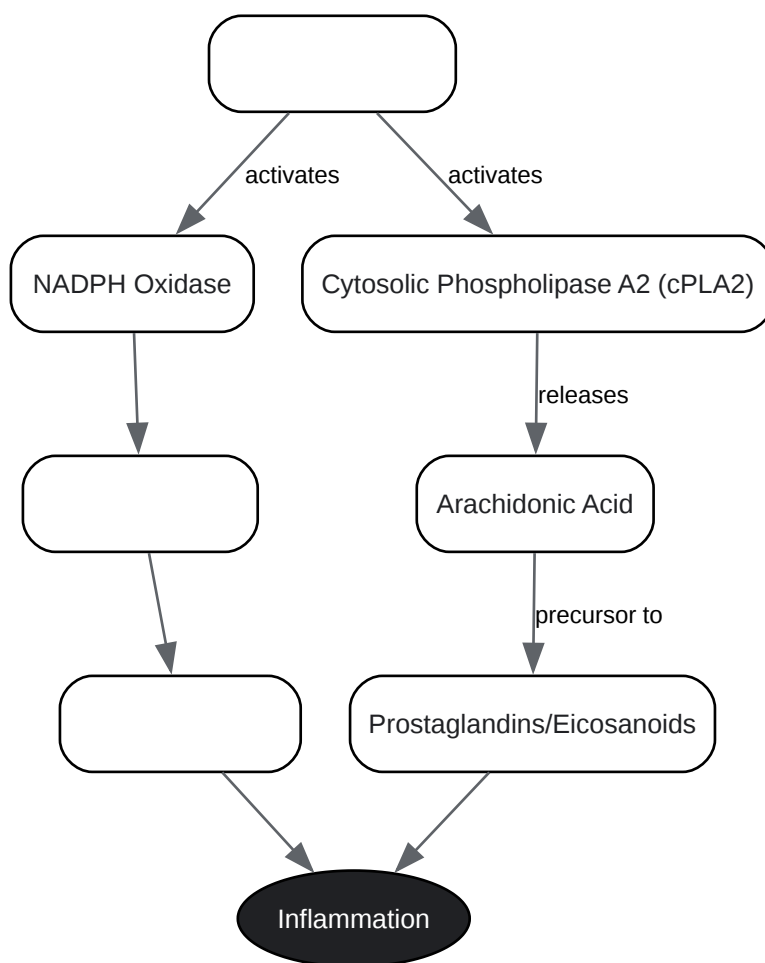 activates
activates
NADPH Oxidase
Cytosolic Phospholipase A2 (cPLA2)
releases
Arachidonic Acid
precursor to
Prostaglandins/Eicosanoids
Inflammation